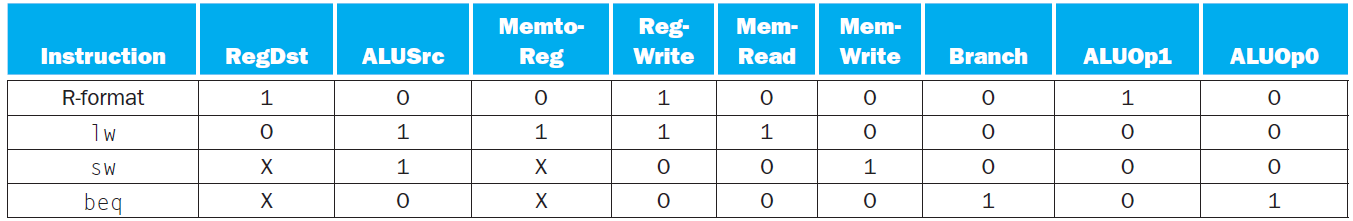 Instruction RegDst ALUSrc Memto-Reg Reg-Write Mem-Read Mem-Write Branch ALUOp1 ALUOp0
R-format 1 0 0 1 0 0 0 1 0
lw 0 1 1 1 1 0 0 0 0
sw X 1 X 0 0 1 0 0 0
beq X 0 X 0 0 0 1 0 1